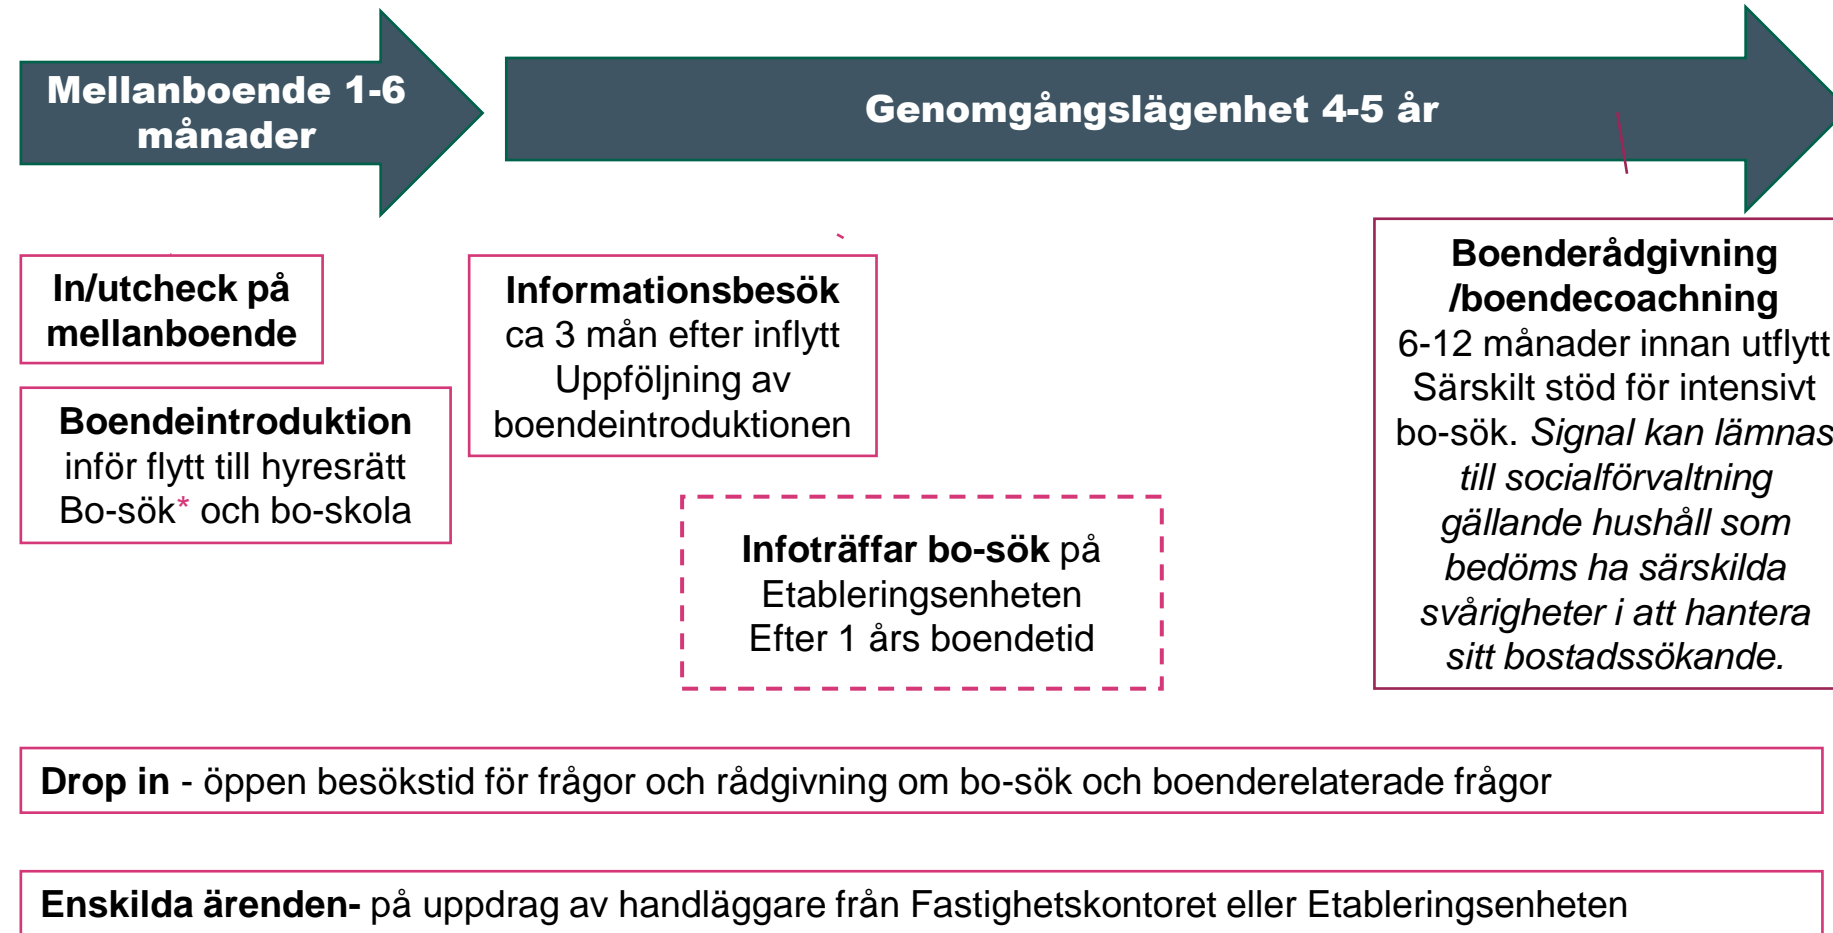 Mellanboende 1-6
månader
Genomgångslägenhet 4-5 år
In/utcheck på
mellanboende
Boendeintroduktion
inför flytt till hyresrätt
Bo-sök* och bo-skola
Informationsbesök
ca 3 mån efter inflytt
Uppföljning av
boendeintroduktionen
Infoträffar bo-sök på
Etableringsenheten
Efter 1 års boendetid
Boenderådgivning
/boendecoachning
6-12 månader innan utflytt
Särskilt stöd för intensivt
bo-sök. Signal kan lämnas
till socialförvaltning
gällande hushåll som
bedöms ha särskilda
svårigheter i att hantera
sitt bostadssökande.
Drop in - öppen besökstid för frågor och rådgivning om bo-sök och boenderelaterade frågor
Enskilda ärenden- på uppdrag av handläggare från Fastighetskontoret eller Etableringsenheten